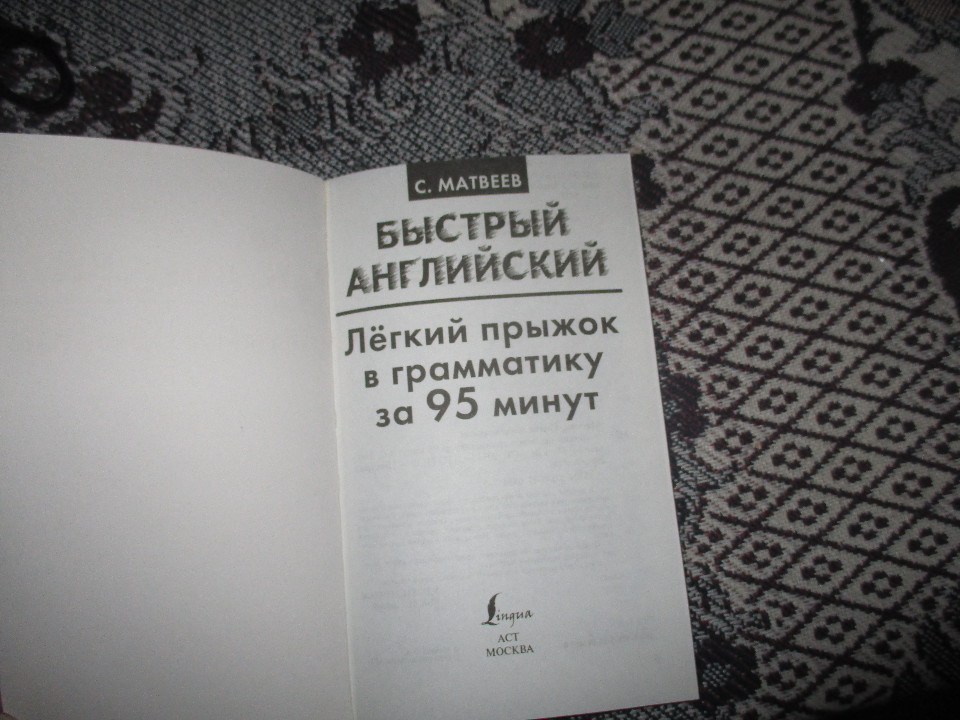 С. МАТВЕЕВ
БЫСТРЫЙ
АНГЛИЙСКИЙ
Лёгкий прыжок
в грамматику
за 95 минут
Lingua
АСТ
МОСКВА